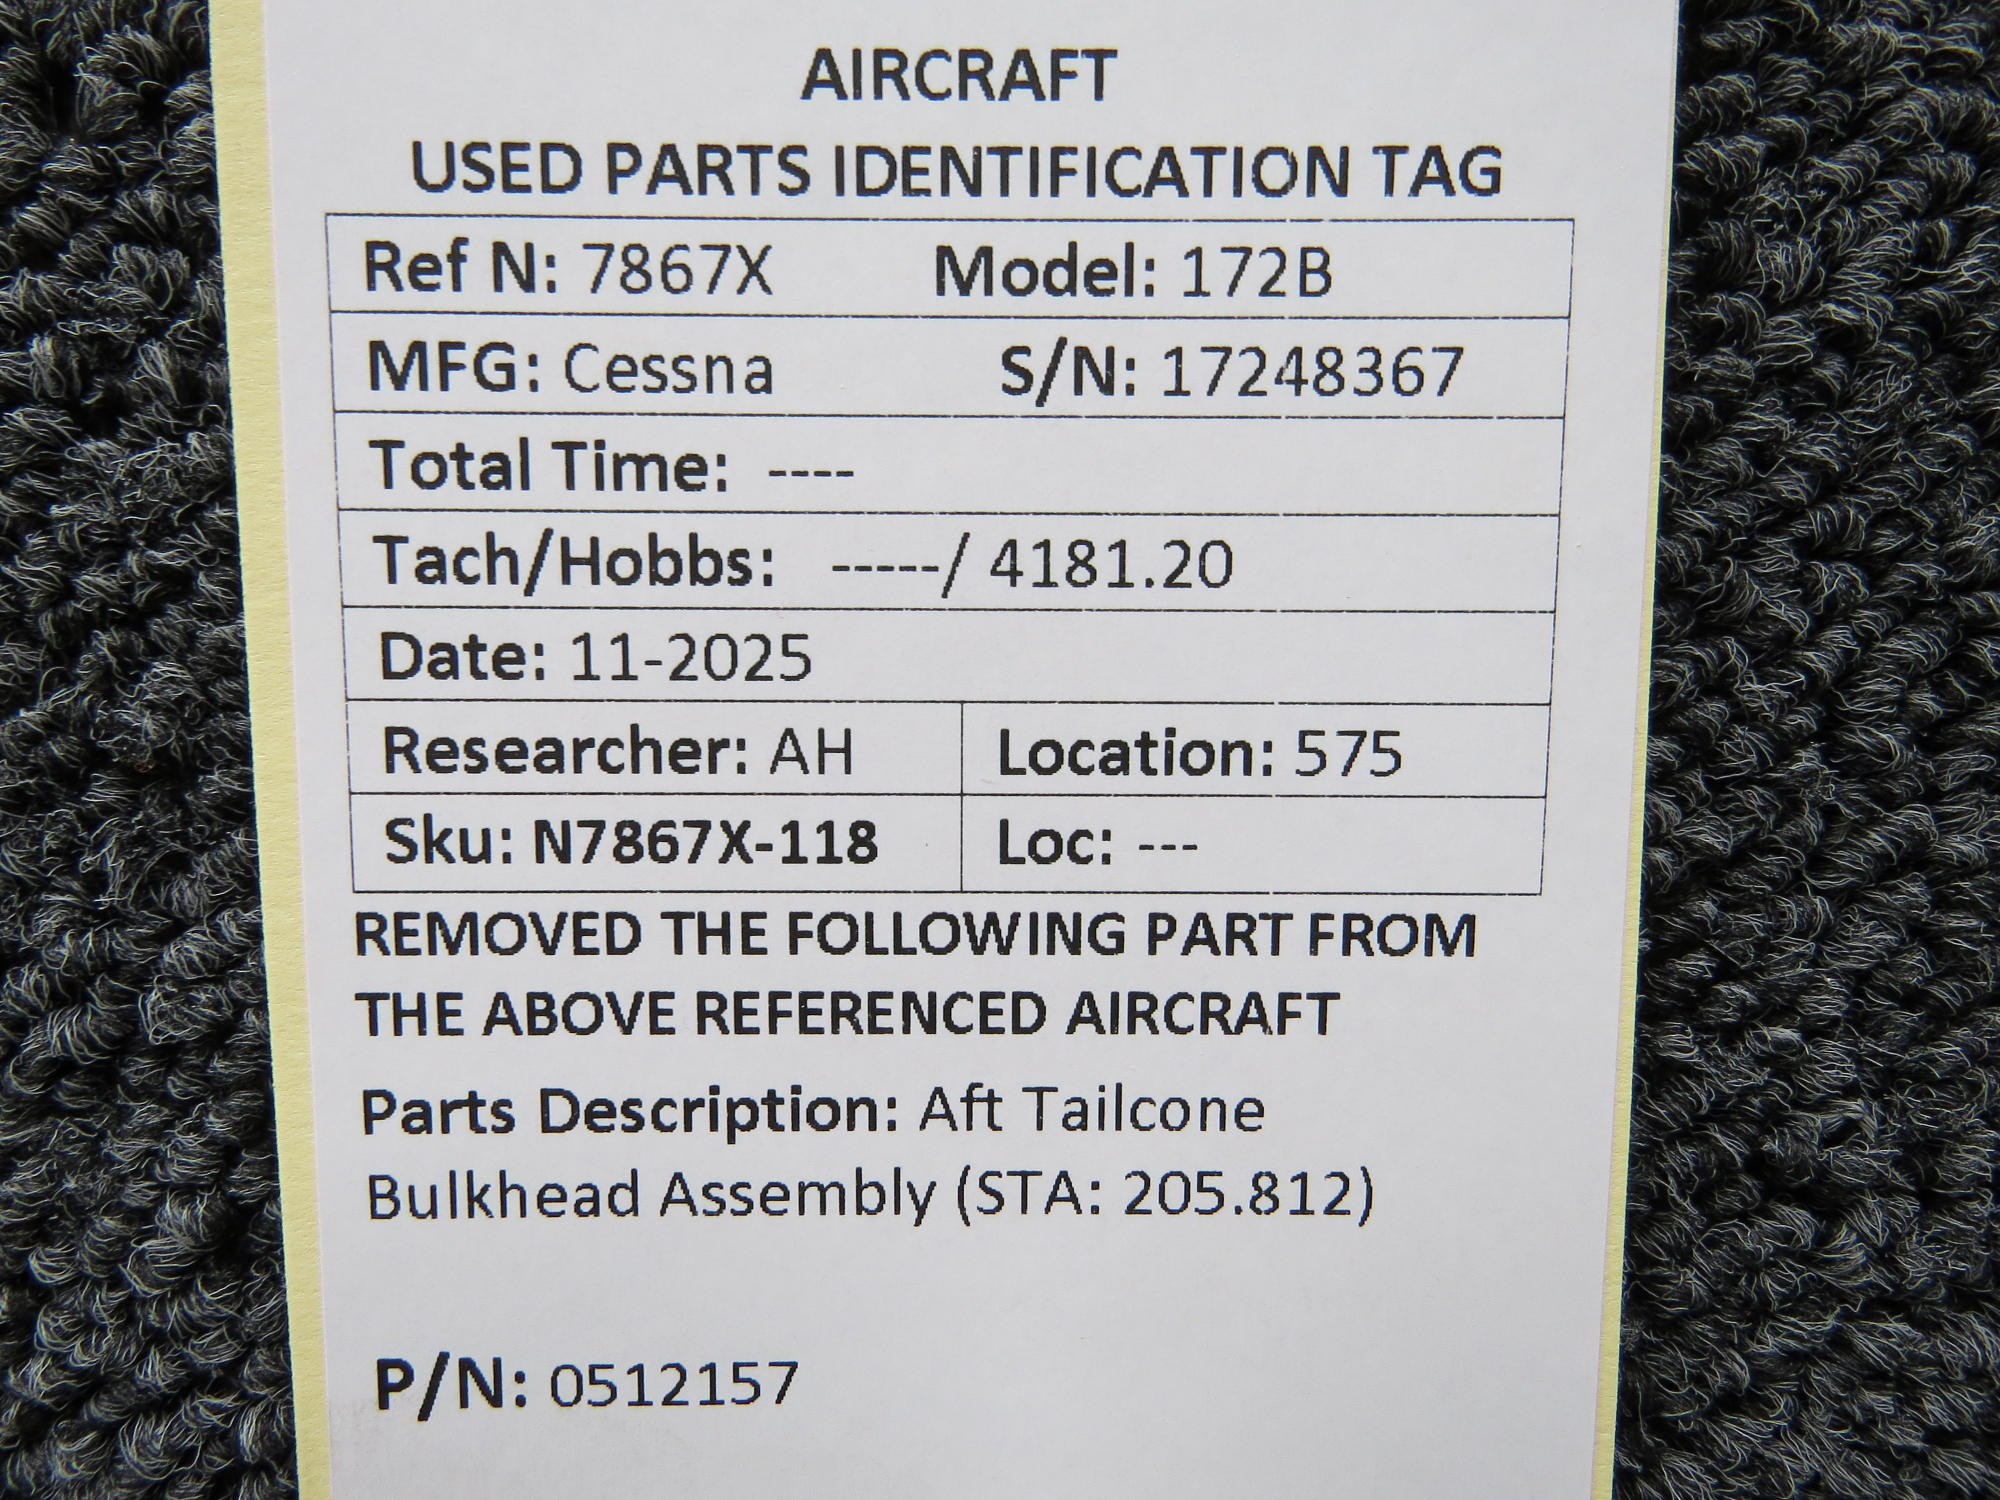 AIRCRAFT
USED PARTS IDENTIFICATION TAG
Ref N: 7867X Model: 172B
MFG: Cessna S/N: 17248367
Total Time: ----
Tach/Hobbs: -----/ 4181.20
Date: 11-2025
Researcher: AH Location: 575
Sku: N7867X-118 Loc: ---
REMOVED THE FOLLOWING PART FROM
THE ABOVE REFERENCED AIRCRAFT
Parts Description: Aft Tailcone
Bulkhead Assembly (STA: 205.812)
P/N: 0512157